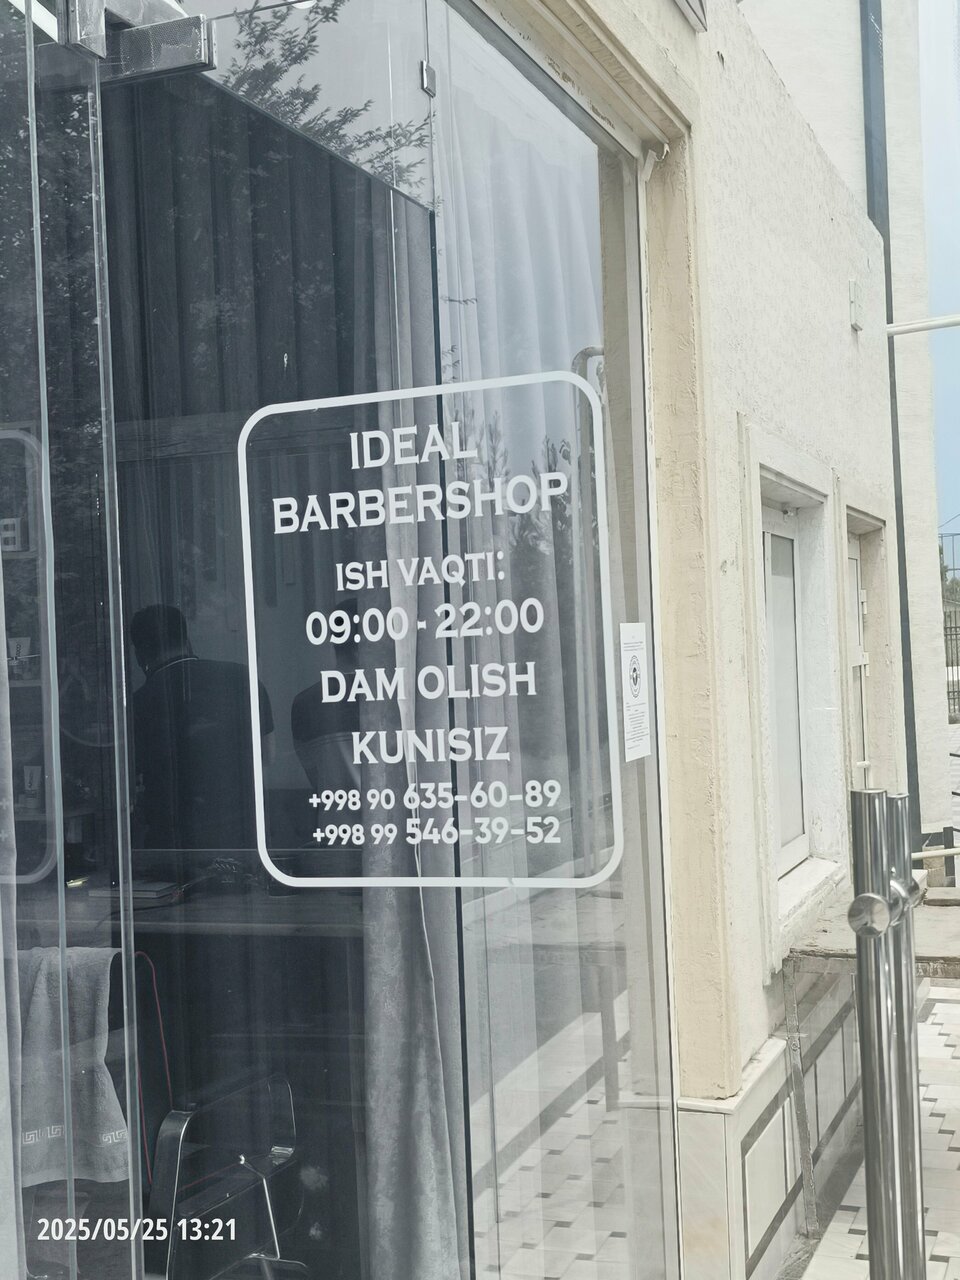 IDEAL
BARBERSHOP
ISH VAQTI:
09:00 - 22:00
DAM OLISH
KUNISIZ
+998 90 635-60-89
+998 99 546-39-52
2025/05/25 13:21